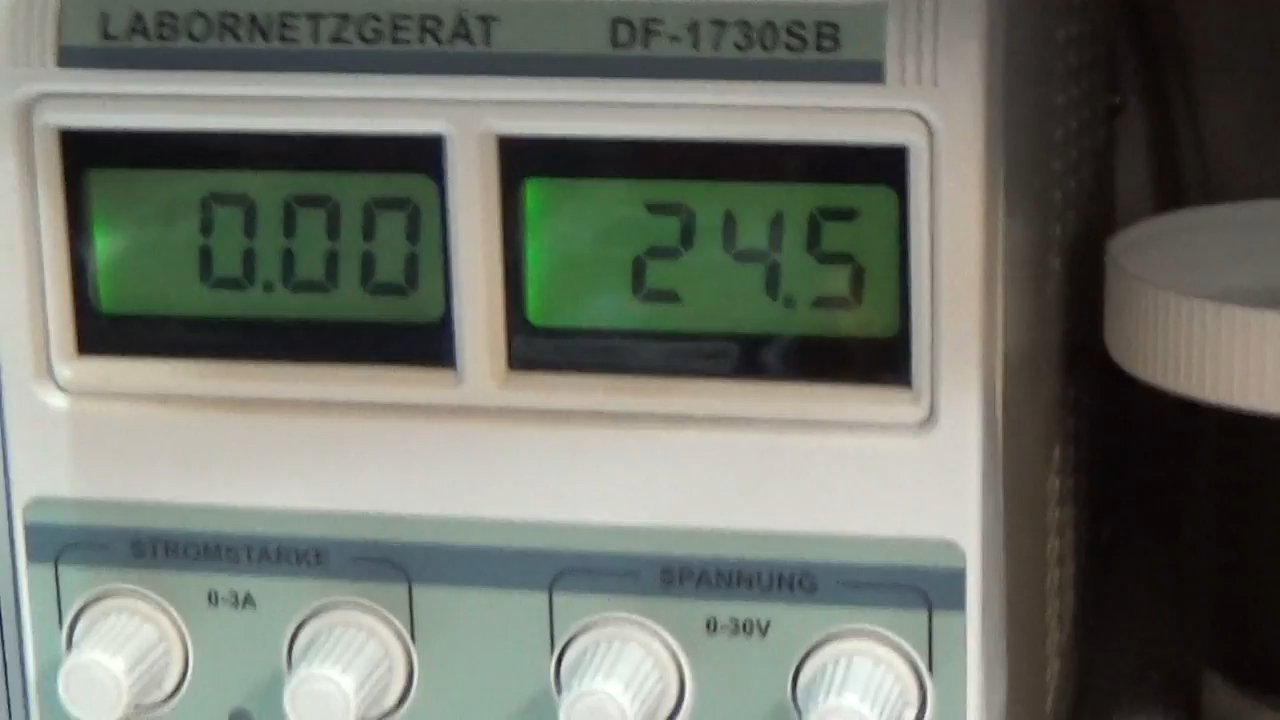 LABORNETZGERÄT DF-1730SB
0.00 24.5
STROMSTÄRKE SPANNUNG
0-3A 0-30V